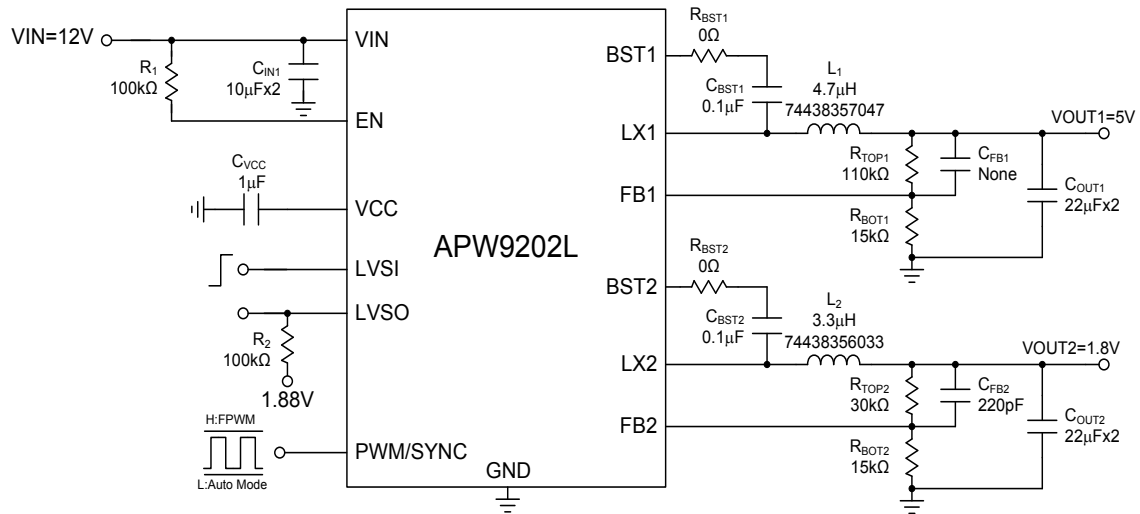 VIN=12V
R1
100kΩ
CIN1
10μFx2
VIN
EN
CVCC
1μF
VCC
LVSI
LVSO
R2
100kΩ
1.88V
H:FPWM
L:Auto Mode
PWM/SYNC
GND
APW9202L
BST1
RBST1
0Ω
CBST1
0.1μF
L1
4.7μH
74438357047
LX1
VOUT1=5V
RTOP1
110kΩ
CFB1
None
COUT1
22μFx2
FB1
RBOT1
15kΩ
BST2
RBST2
0Ω
CBST2
0.1μF
L2
3.3μH
74438356033
LX2
VOUT2=1.8V
RTOP2
30kΩ
CFB2
220pF
COUT2
22μFx2
FB2
RBOT2
15kΩ